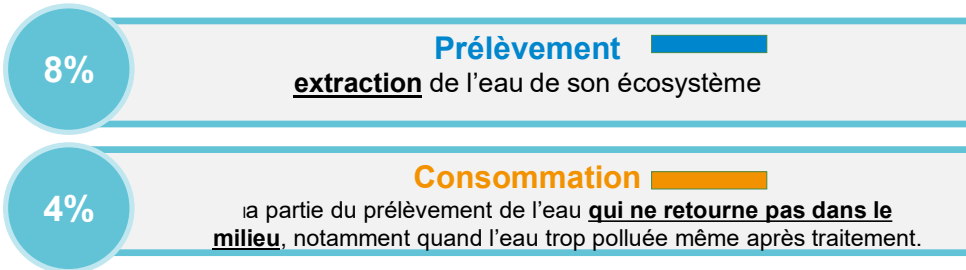 8%
Prélèvement
extraction de l'eau de son écosystème
4%
Consommation
la partie du prélèvement de l'eau qui ne retourne pas dans le
milieu, notamment quand l'eau trop polluée même après traitement.